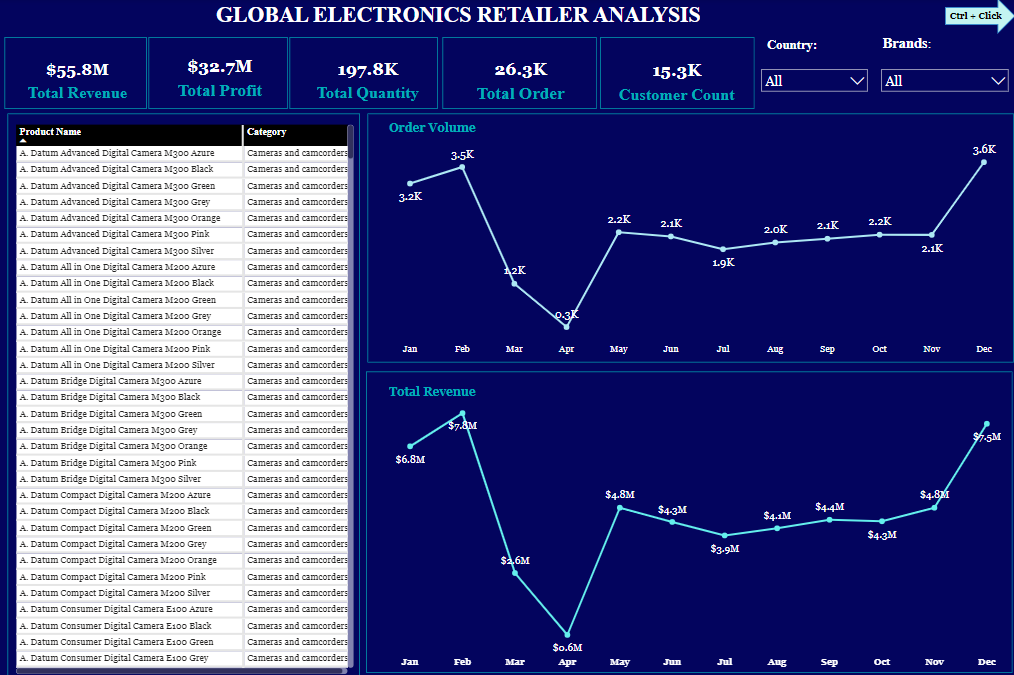 GLOBAL ELECTRONICS RETAILER ANALYSIS
Ctrl + Click
$55.8M
Total Revenue
$32.7M
Total Profit
197.8K
Total Quantity
26.3K
Total Order
15.3K
Customer Count
Country:
All
Brands:
All
Product Name Category
A. Datum Advanced Digital Camera M300 Azure Cameras and camcorders
A. Datum Advanced Digital Camera M300 Black Cameras and camcorders
A. Datum Advanced Digital Camera M300 Green Cameras and camcorders
A. Datum Advanced Digital Camera M300 Grey Cameras and camcorders
A. Datum Advanced Digital Camera M300 Orange Cameras and camcorders
A. Datum Advanced Digital Camera M300 Pink Cameras and camcorders
A. Datum Advanced Digital Camera M300 Silver Cameras and camcorders
A. Datum All in One Digital Camera M200 Azure Cameras and camcorders
A. Datum All in One Digital Camera M200 Black Cameras and camcorders
A. Datum All in One Digital Camera M200 Green Cameras and camcorders
A. Datum All in One Digital Camera M200 Grey Cameras and camcorders
A. Datum All in One Digital Camera M200 Orange Cameras and camcorders
A. Datum All in One Digital Camera M200 Pink Cameras and camcorders
A. Datum All in One Digital Camera M200 Silver Cameras and camcorders
A. Datum Bridge Digital Camera M300 Azure Cameras and camcorders
A. Datum Bridge Digital Camera M300 Black Cameras and camcorders
A. Datum Bridge Digital Camera M300 Green Cameras and camcorders
A. Datum Bridge Digital Camera M300 Grey Cameras and camcorders
A. Datum Bridge Digital Camera M300 Orange Cameras and camcorders
A. Datum Bridge Digital Camera M300 Pink Cameras and camcorders
A. Datum Bridge Digital Camera M300 Silver Cameras and camcorders
A. Datum Compact Digital Camera M200 Azure Cameras and camcorders
A. Datum Compact Digital Camera M200 Black Cameras and camcorders
A. Datum Compact Digital Camera M200 Green Cameras and camcorders
A. Datum Compact Digital Camera M200 Grey Cameras and camcorders
A. Datum Compact Digital Camera M200 Orange Cameras and camcorders
A. Datum Compact Digital Camera M200 Pink Cameras and camcorders
A. Datum Compact Digital Camera M200 Silver Cameras and camcorders
A. Datum Consumer Digital Camera E100 Azure Cameras and camcorders
A. Datum Consumer Digital Camera E100 Black Cameras and camcorders
A. Datum Consumer Digital Camera E100 Green Cameras and camcorders
A. Datum Consumer Digital Camera E100 Grey Cameras and camcorders
Order Volume
3.2K 3.5K 1.2K 0.3K 2.2K 2.1K 1.9K 2.0K 2.1K 2.2K 2.1K 3.6K
Jan Feb Mar Apr May Jun Jul Aug Sep Oct Nov Dec
Total Revenue
$6.8M $7.8M $2.6M $0.6M $4.8M $4.3M $3.9M $4.1M $4.4M $4.3M $4.8M $7.5M
Jan Feb Mar Apr May Jun Jul Aug Sep Oct Nov Dec